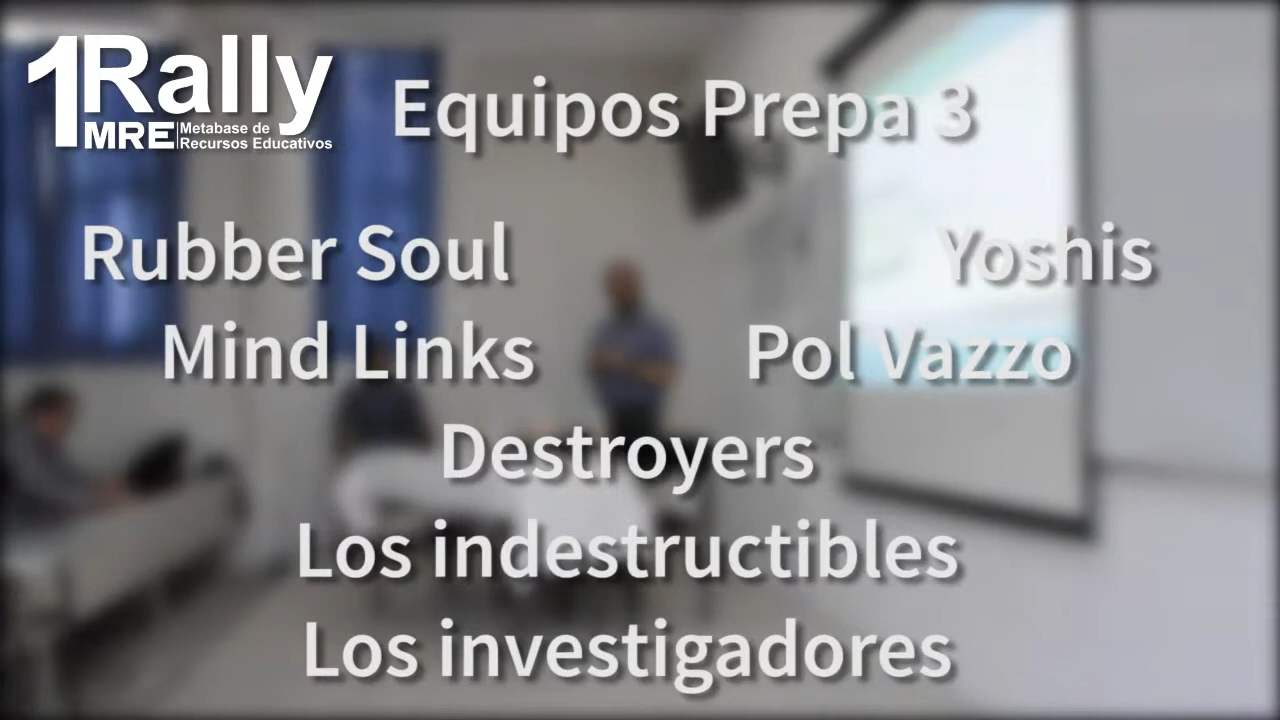 1Rally
MRE Metabase de
Recursos Educativos
Equipos Prepa 3
Rubber Soul Yoshis
Mind Links Pol Vazzo
Destroyers
Los indestructibles
Los investigadores